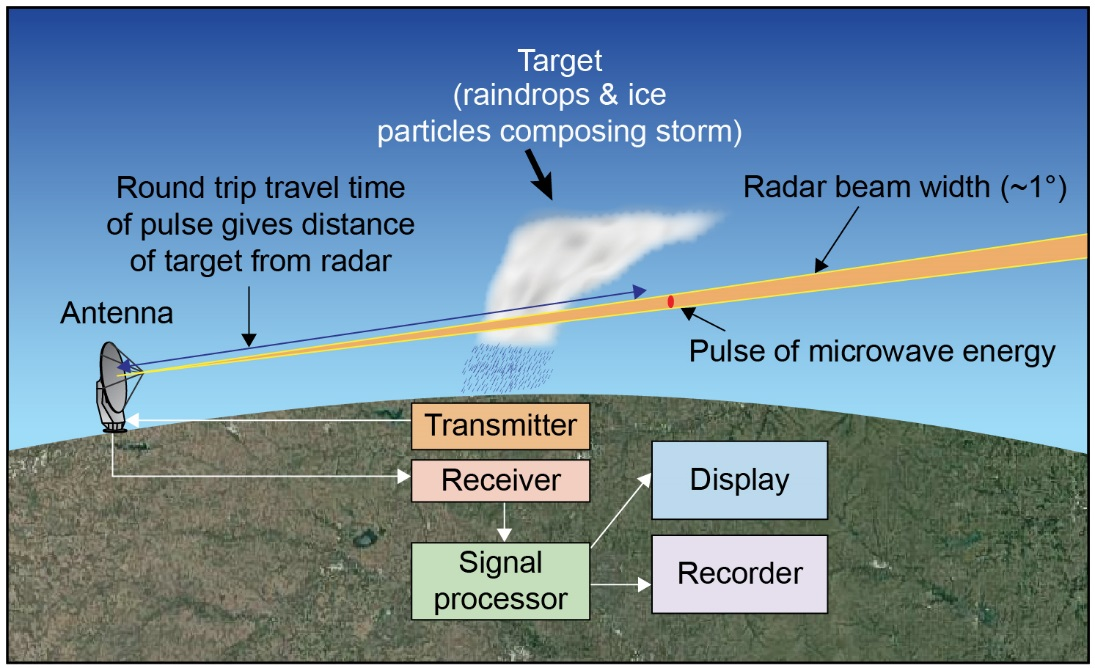 Target
(raindrops & ice
particles composing storm)
Round trip travel time
of pulse gives distance
of target from radar
Radar beam width (~1°)
Antenna
Pulse of microwave energy
Transmitter
Receiver
Display
Signal
processor
Recorder